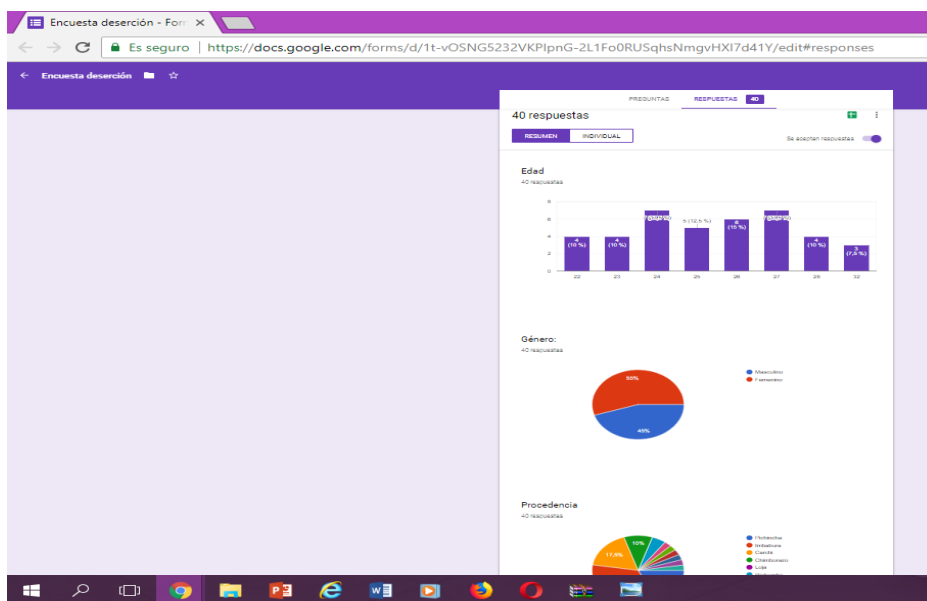 Encuesta deserción - For
Es seguro | https://docs.google.com/forms/d/1t-vOSNG5232VKPIpnG-2L1Fo0RUSqhsNmgvHXI7d41Y/edit#responses
Encuesta deserción
PREGUNTAS RESPUESTAS 40
40 respuestas
RESUMEN INDIVIDUAL Se aceptan respuestas
Edad
40 respuestas
8
6
4
2
0
4 (10 %)
4 (10 %)
5 (12,5 %)
6 (15 %)
4 (10 %)
3 (7,5 %)
22 23 24 25 26 27 28 32
Género:
40 respuestas
Masculino
Femenino
55%
45%
Procedencia
40 respuestas
Pichincha
Imbabura
Carchi
Chimborazo
Loja
10%
17,5%